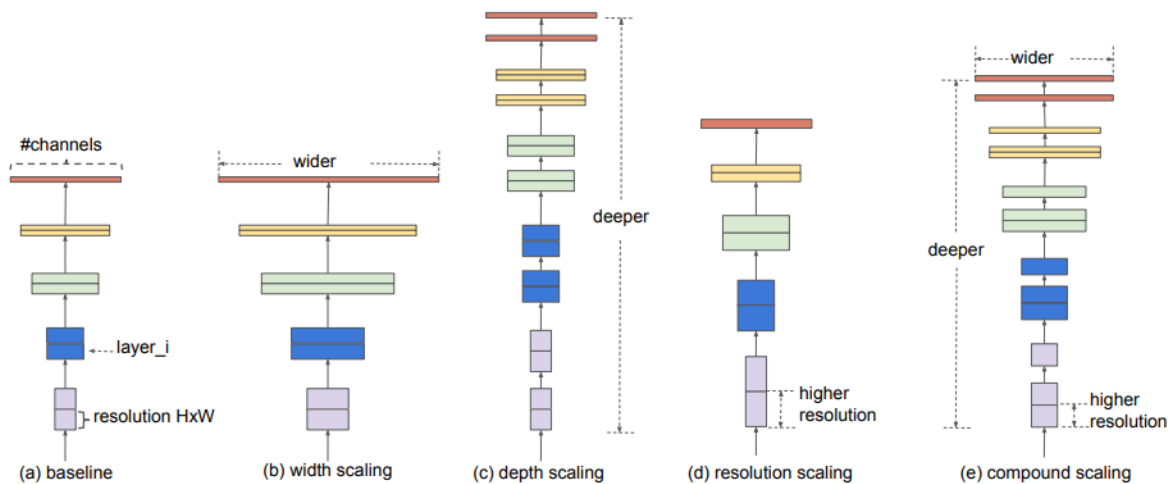 #channels
layer_i
resolution HxW
(a) baseline
wider
(b) width scaling
deeper
(c) depth scaling
higher
resolution
(d) resolution scaling
wider
deeper
higher
resolution
(e) compound scaling